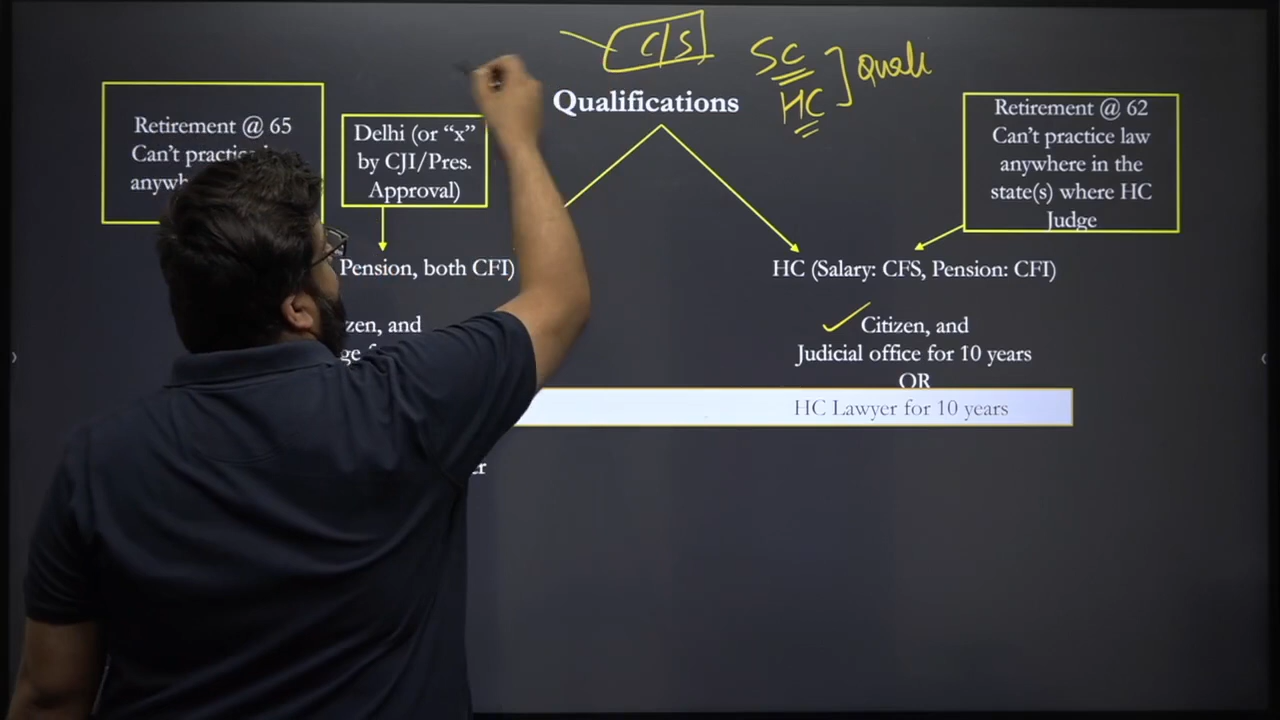 C/S
SC
HC
Quali
Qualifications
Retirement @ 65
Can't practice
anywh
Delhi (or “x”
by CJI/Pres.
Approval)
Retirement @ 62
Can't practice law
anywhere in the
state(s) where HC
Judge
Pension, both CFI)
HC (Salary: CFS, Pension: CFI)
zen, and
ge
Citizen, and
Judicial office for 10 years
OR
HC Lawyer for 10 years
er